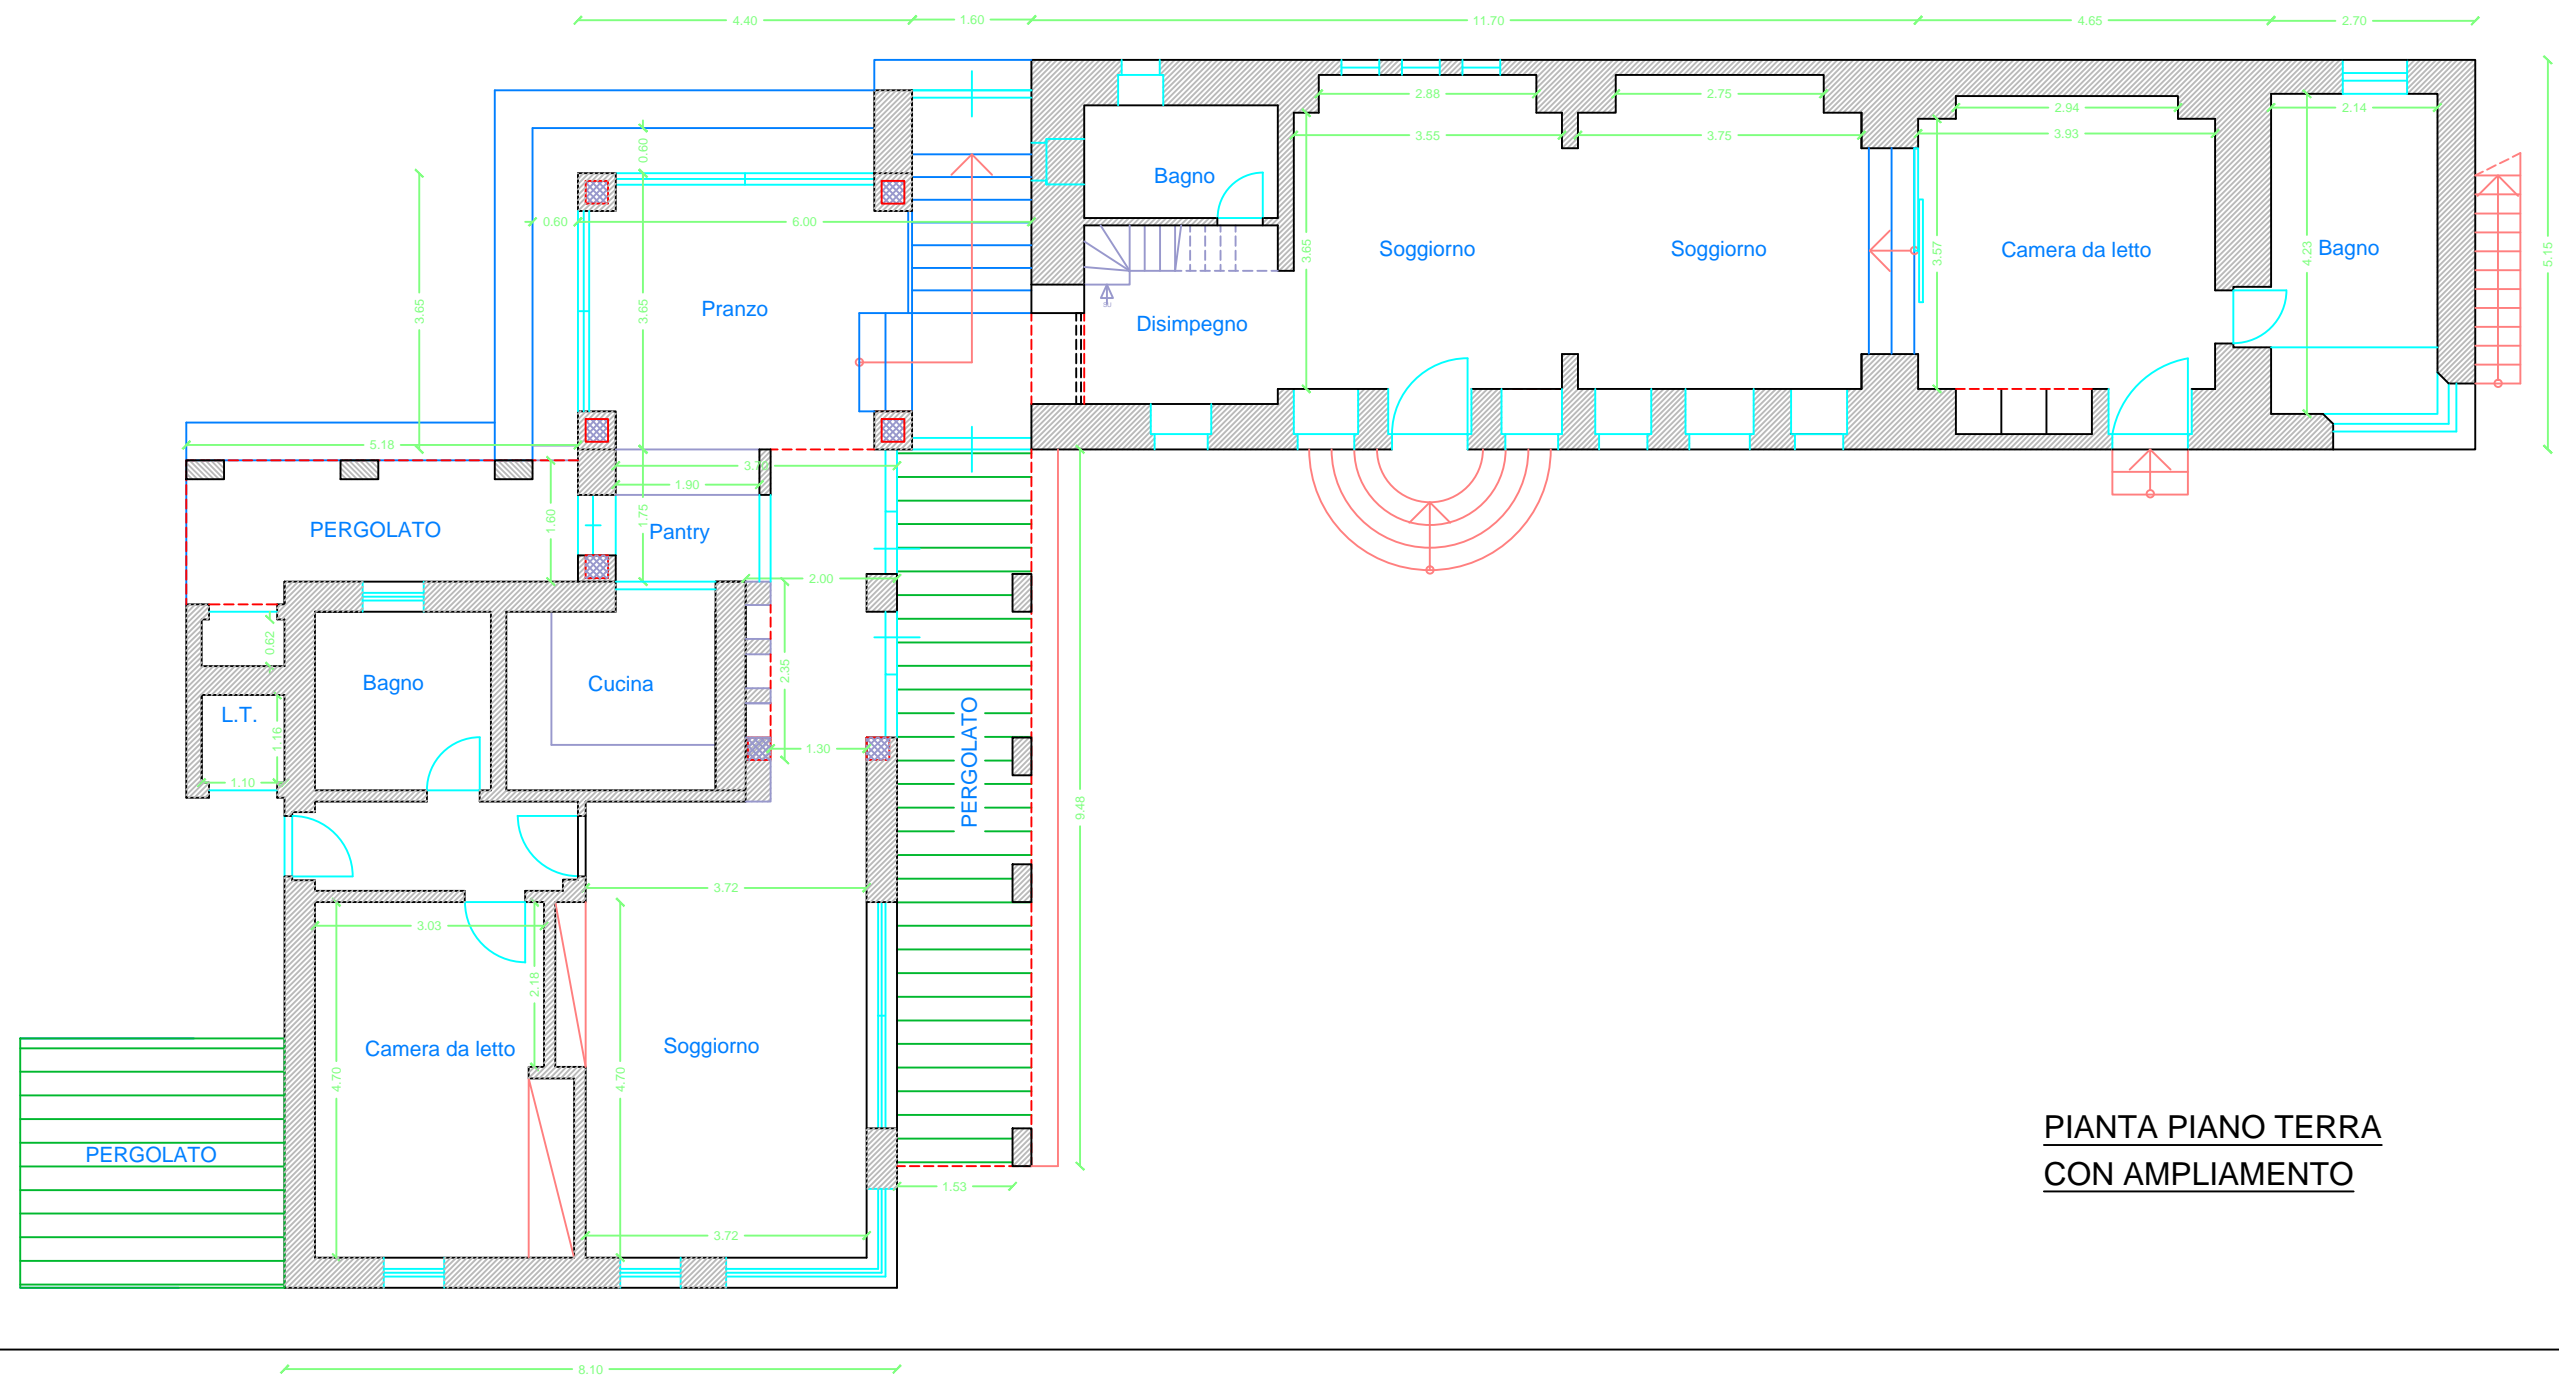 4.40
1.60
11.70
4.65
2.70
2.88
2.75
2.94
2.14
0.60
3.55
3.75
3.93
Bagno
0.60
6.00
3.65
3.65
3.65
Soggiorno
Soggiorno
3.57
Camera da letto
4.23
Bagno
5.15
Pranzo
Disimpegno
5.18
3.70
1.90
PERGOLATO
1.60
1.75
Pantry
2.00
0.62
2.35
Bagno
Cucina
L.T.
1.16
1.10
1.30
PERGOLATO
9.48
3.72
3.03
2.18
Camera da letto
Soggiorno
4.70
4.70
PERGOLATO
1.53
3.72
PIANTA PIANO TERRA
CON AMPLIAMENTO
8.10